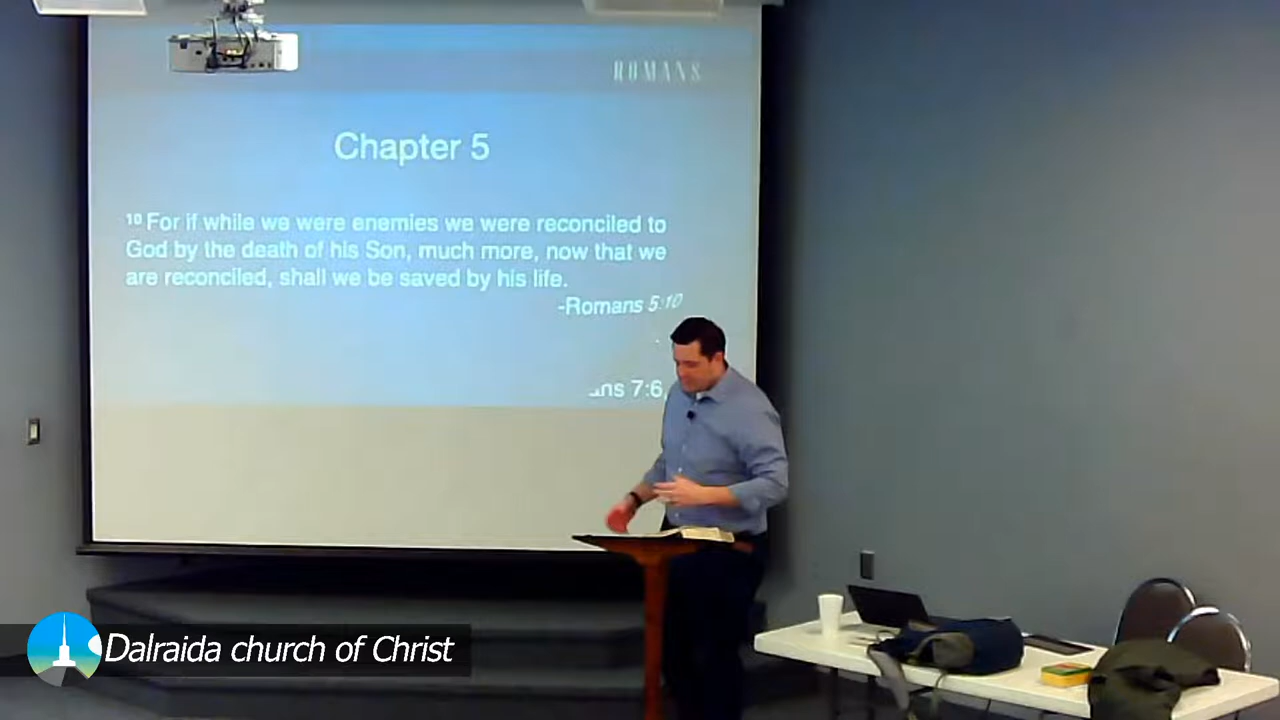 ROMANS
Chapter 5
10 For if while we were enemies we were reconciled to
God by the death of his Son, much more, now that we
are reconciled, shall we be saved by his life.
-Romans 5:10
7:6,
Dalraida church of Christ